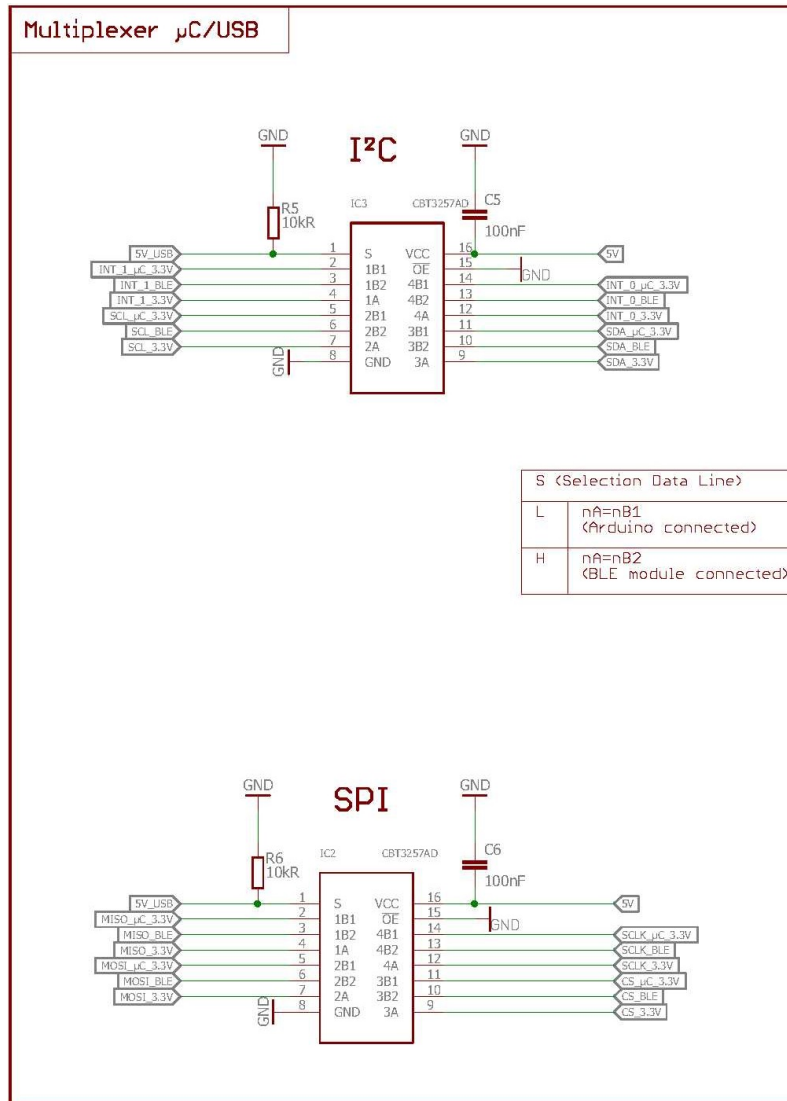 Multiplexer µC/USB
GND
GND
I²C
R5
10kR
IC3
CBT3257AD
C5
100nF
5V_USB 1 S VCC 16 5V
INT_1_µC_3.3V 2 1B1 OE 15 GND
INT_1_BLE 3 1B2 4B1 14 INT_0_µC_3.3V
INT_1_3.3V 4 1A 4B2 13 INT_0_BLE
SCL_µC_3.3V 5 2B1 4A 12 INT_0_3.3V
SCL_BLE 6 2B2 3B1 11 SDA_µC_3.3V
SCL_3.3V 7 2A 3B2 10 SDA_BLE
GND 8 GND 3A 9 SDA_3.3V
S (Selection Data Line)
L nA=nB1
(Arduino connected)
H nA=nB2
(BLE module connected)
GND
GND
SPI
R6
10kR
IC2
CBT3257AD
C6
100nF
5V_USB 1 S VCC 16 5V
MISO_µC_3.3V 2 1B1 OE 15 GND
MISO_BLE 3 1B2 4B1 14 SCLK_µC_3.3V
MISO_3.3V 4 1A 4B2 13 SCLK_BLE
MOSI_µC_3.3V 5 2B1 4A 12 SCLK_3.3V
MOSI_BLE 6 2B2 3B1 11 CS_µC_3.3V
MOSI_3.3V 7 2A 3B2 10 CS_BLE
GND 8 GND 3A 9 CS_3.3V